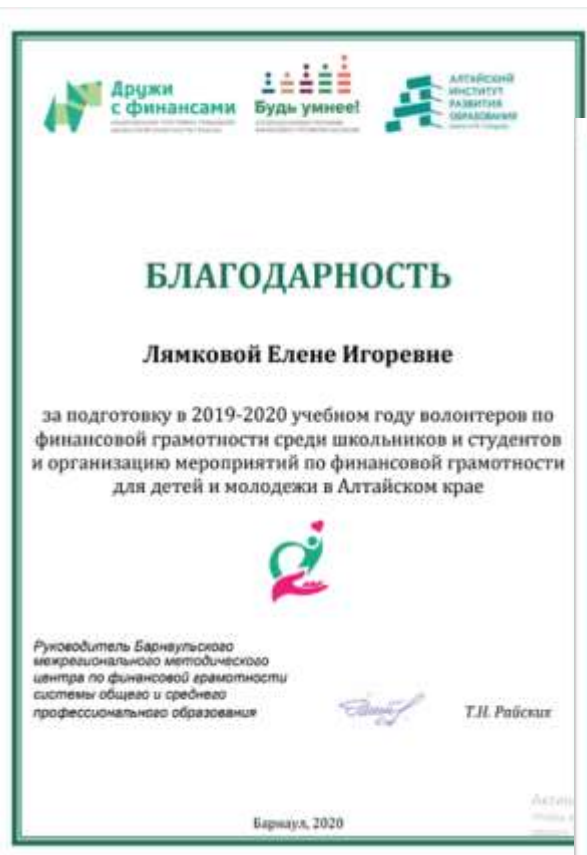 Дружи
с финансами
Будь умнее!
АЛТАЙСКИЙ
ИНСТИТУТ
РАЗВИТИЯ
ОБРАЗОВАНИЯ
БЛАГОДАРНОСТЬ
Лямковой Елене Игоревне
за подготовку в 2019-2020 учебном году волонтеров по
финансовой грамотности среди школьников и студентов
и организацию мероприятий по финансовой грамотности
для детей и молодежи в Алтайском крае
Руководитель Барнаульского
межрегионального методического
центра по финансовой грамотности
системы общего и среднего
профессионального образования
Т.Н. Райских
Барнаул, 2020